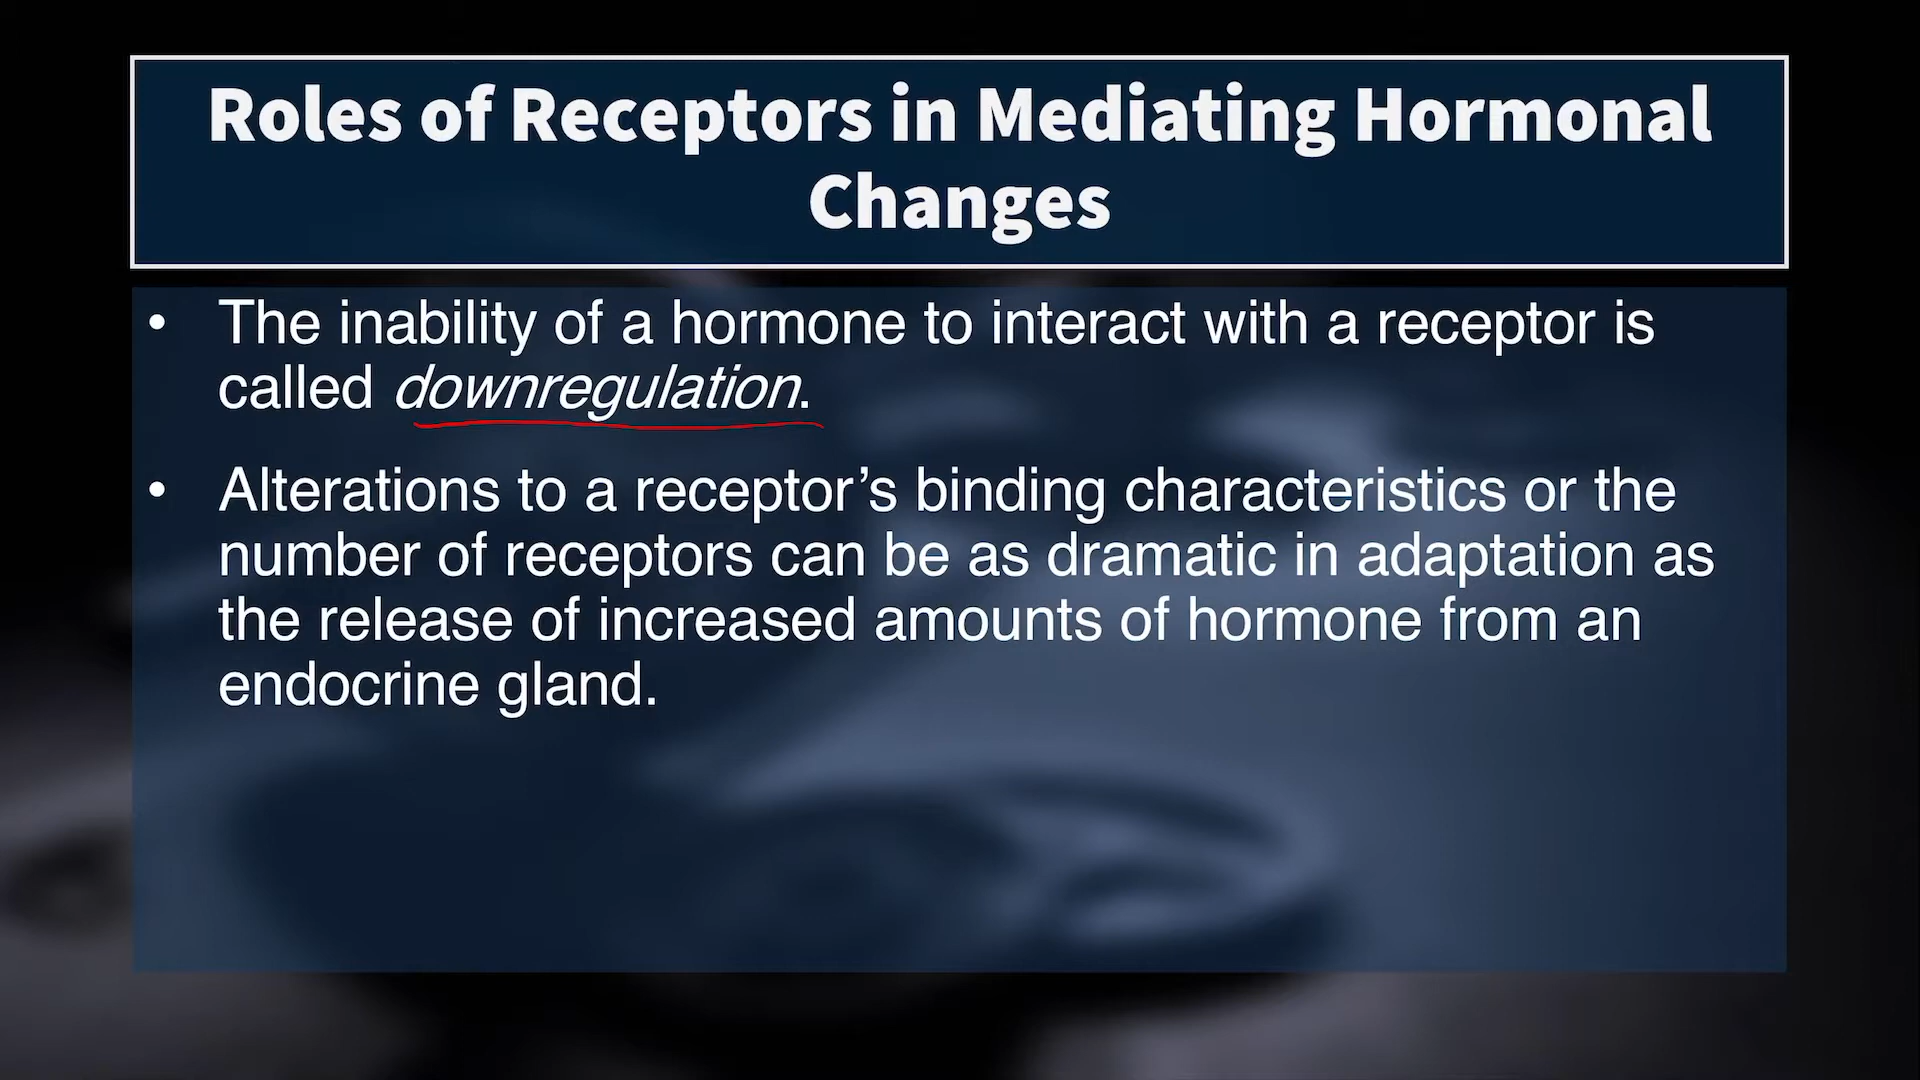 Roles of Receptors in Mediating Hormonal
Changes
• The inability of a hormone to interact with a receptor is
called downregulation.
• Alterations to a receptor’s binding characteristics or the
number of receptors can be as dramatic in adaptation as
the release of increased amounts of hormone from an
endocrine gland.